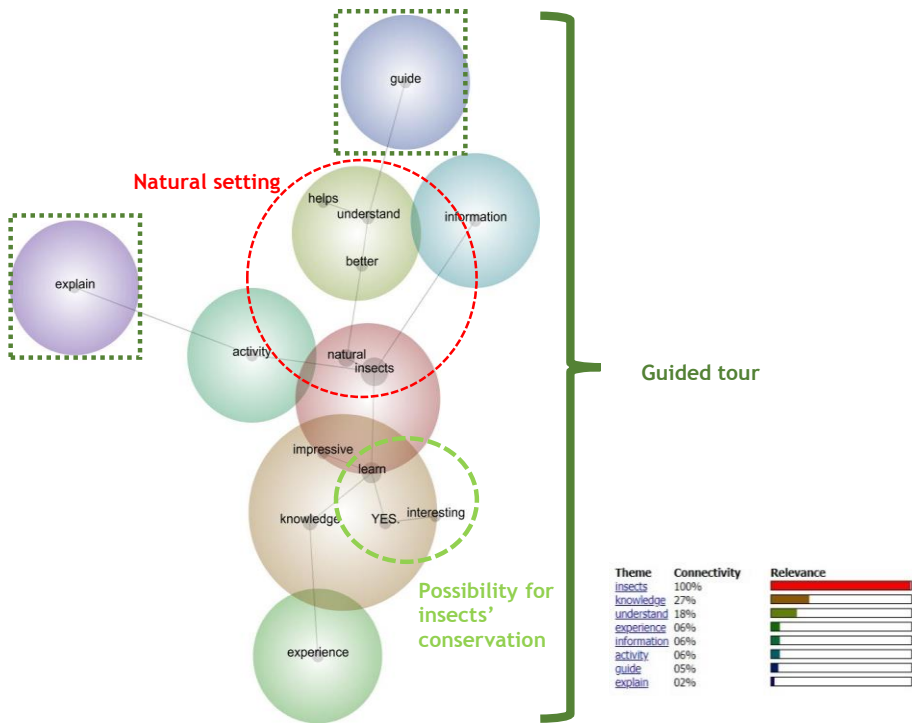 guide
Natural setting
helps
understand
information
better
explain
activity
natural
insects
Guided tour
impressive
learn
knowledge
YES.
interesting
Possibility for
insects'
conservation
experience
Theme Connectivity Relevance
insects 100%
knowledge 27%
understand 18%
experience 06%
information 06%
activity 06%
guide 05%
explain 02%